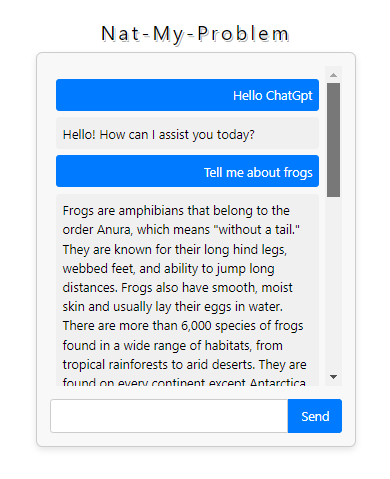 Nat-My-Problem
Hello ChatGpt
Hello! How can I assist you today?
Tell me about frogs
Frogs are amphibians that belong to the
order Anura, which means "without a tail."
They are known for their long hind legs,
webbed feet, and ability to jump long
distances. Frogs also have smooth, moist
skin and usually lay their eggs in water.
There are more than 6,000 species of frogs
found in a wide range of habitats, from
tropical rainforests to arid deserts. They are
found on every continent except Antarctica
Send